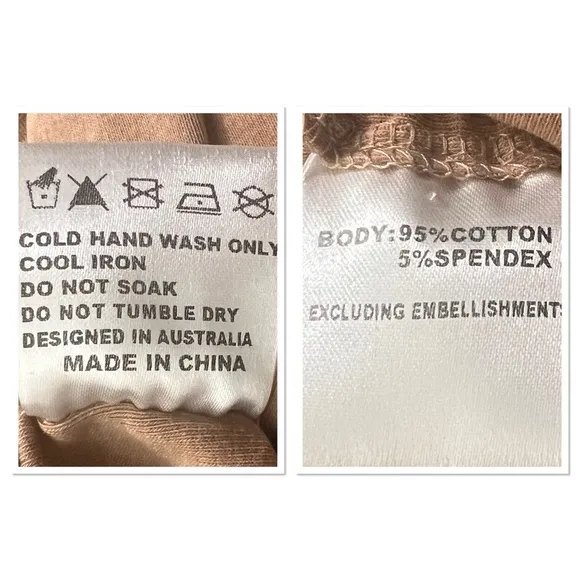 COLD HAND WASH ONLY
COOL IRON
DO NOT SOAK
DO NOT TUMBLE DRY
DESIGNED IN AUSTRALIA
MADE IN CHINA
BODY:95%COTTON
5%SPENDEX
EXCLUDING EMBELLISHMENTS